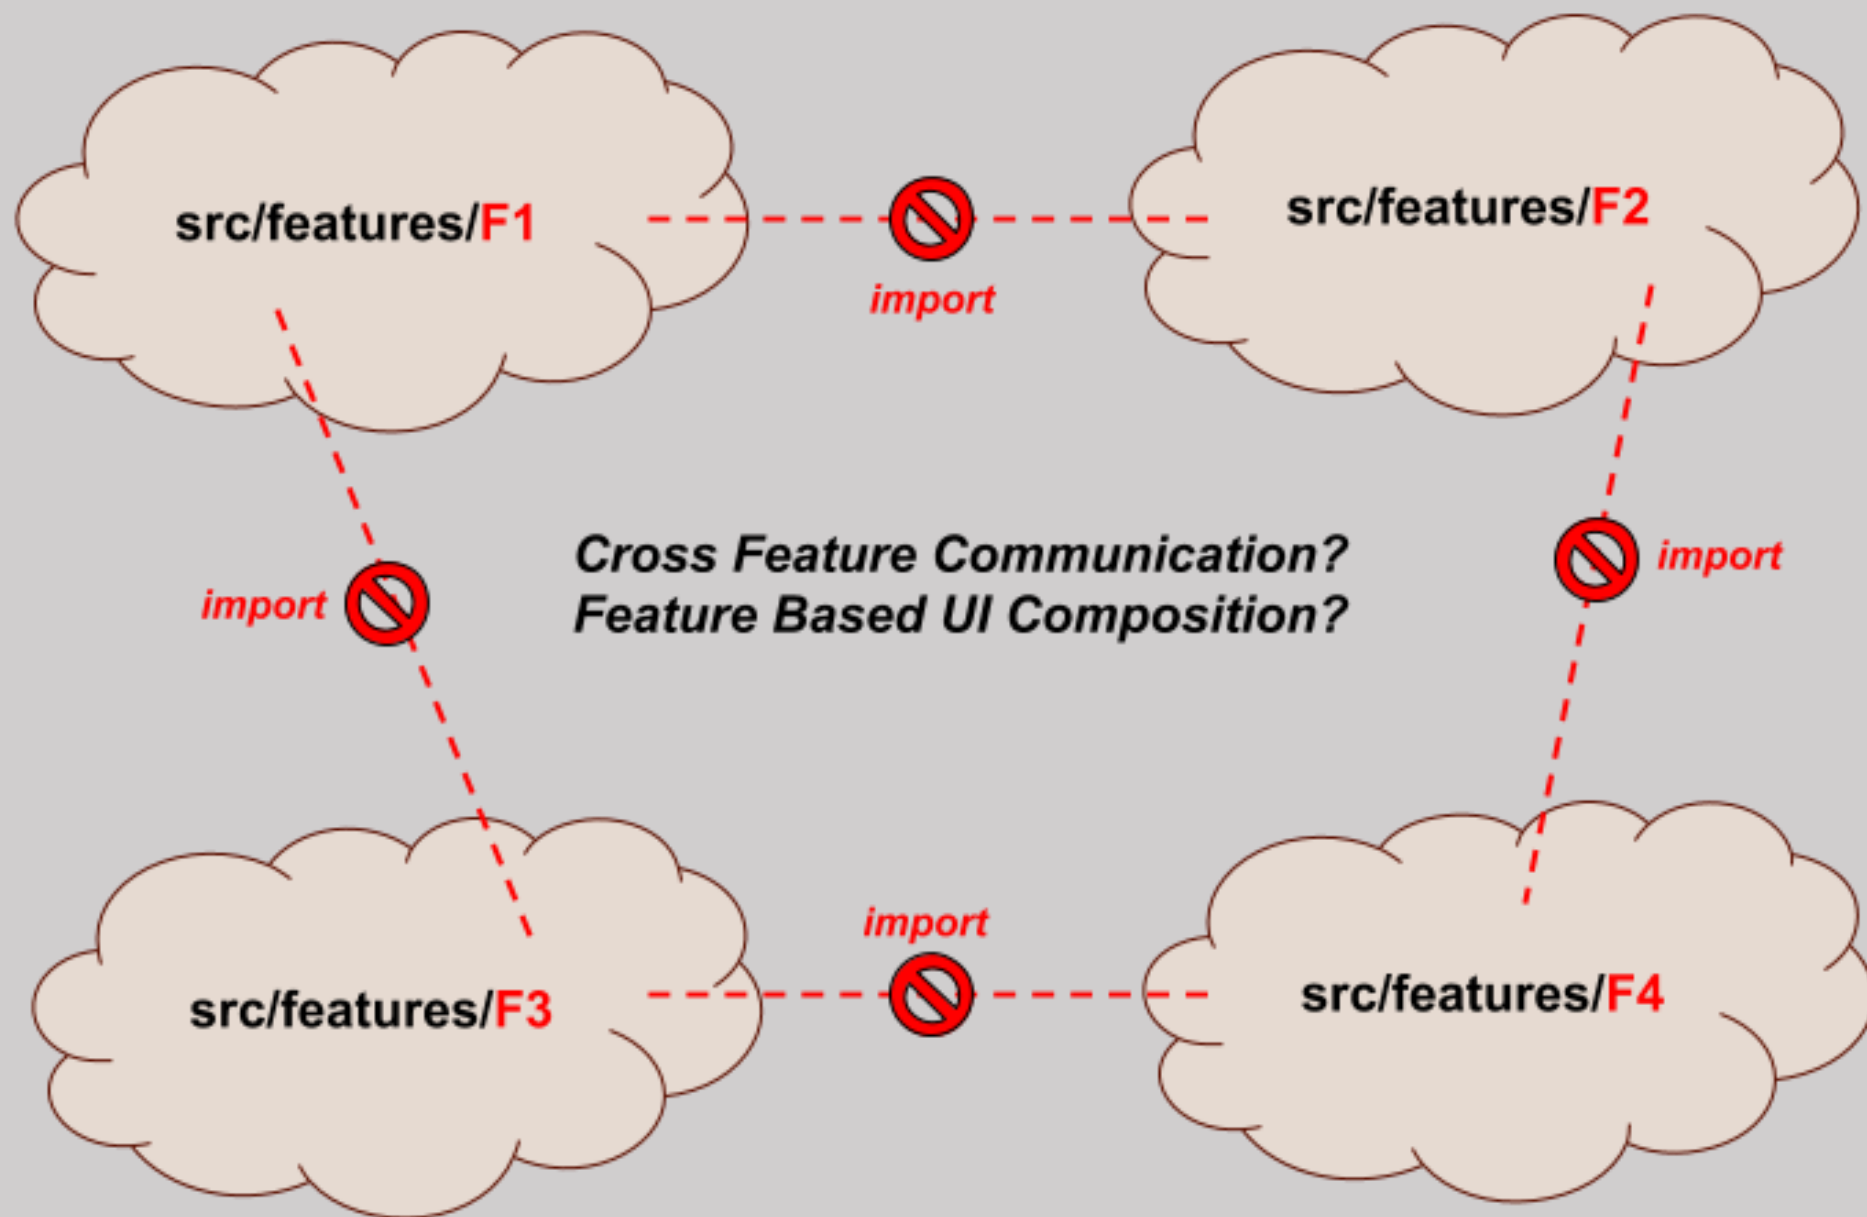 src/features/F1
src/features/F2
import
Cross Feature Communication?
Feature Based UI Composition?
import
import
import
src/features/F3
src/features/F4